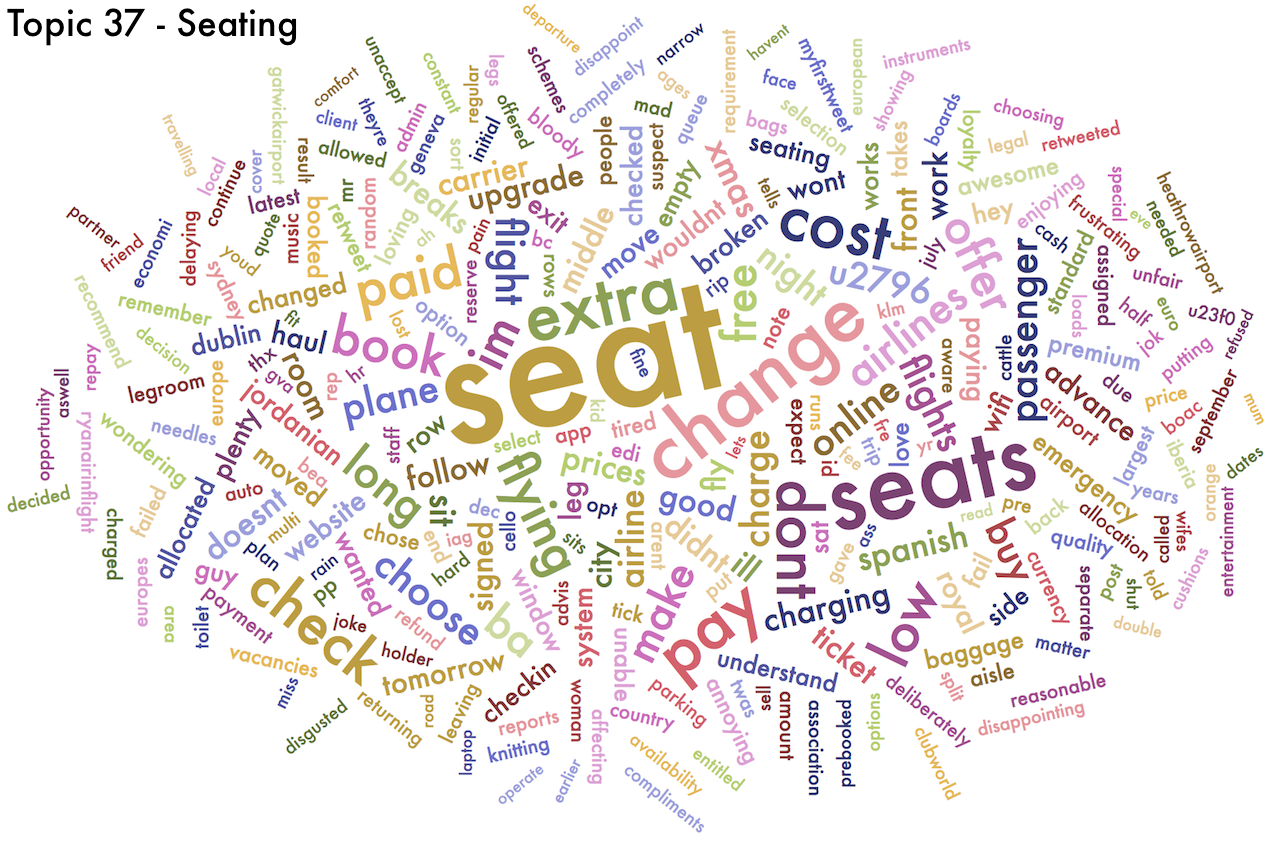 Topic 37 - Seating
departure
disappoint
narrow
havent
european
instruments
unaccept
constant
regular
legs
schemes
completely
ages
requirement
face
myfirsttweet
showing
comfort
gatwickairport
theyre
admin
offered
bloody
mad
queue
bags
selection
boards
choosing
client
geneva
sort
initial
people
checked
suspect
works
takes
loyalty
legal
retweeted
travelling
local
cover
result
allowed
breaks
carrier
upgrade
empty
xmas
seating
tells
wont
front
work
awesome
continue
latest
mr
random
loving
exit
middle
move
wouldnt
broken
cost
hey
enjoying
special
heathrowairport
partner
friend
economi
delaying
quote
music
booked
retweet
ah
pain
flight
bc
rows
rip
night
july
offer
cash
frustrating
eve
needed
youd
sydney
changed
paid
reserve
extra
free
u2796
passenger
standard
assigned
unfair
recommend
remember
fit
lost
option
seat
note
klm
airlines
loads
half
euro
u23f0
refused
decision
dublin
haul
book
im
fine
change
paying
cattle
premium
jok
putting
replay
aswell
opportunity
legroom
europe
thx
gva
room
rep
hr
plane
flights
aware
wifi
advance
due
price
boac
september
mum
ryanairinflight
wondering
needles
plenty
jordanian
staff
row
select
app
kid
tired
lets
expect
runs
online
fre
love
yr
airport
largest
iberia
orange
dates
decided
failed
allocated
moved
bea
long
follow
flying
prices
edi
fly
charge
pl
fee
trip
seats
emergency
years
entertainment
charged
auto
doesnt
multi
website
sit
dec
cello
leg
opt
good
dont
sat
ass
spanish
read
pre
back
allocation
called
wifes
europes
area
toilet
guy
plan
rain
pp
chose
end
iag
hard
signed
sits
city
airline
arrent
didnt
ill
gave
buy
quality
post
told
cushions
payment
check
wanted
joke
choose
refund
ba
window
advis
system
tick
make
put
pay
charging
low
royal
fail
side
currency
separate
shut
double
vacancies
miss
holder
tomorrow
checkin
unable
understand
ticket
baggage
aisle
matter
disgusted
returning
road
leaving
reports
woman
country
parking
annoying
twas
sell
amount
association
prebooked
options
deliberately
split
reasonable
disappointing
laptop
knitting
affecting
availability
entitled
clubworld
operate
earlier
compliments